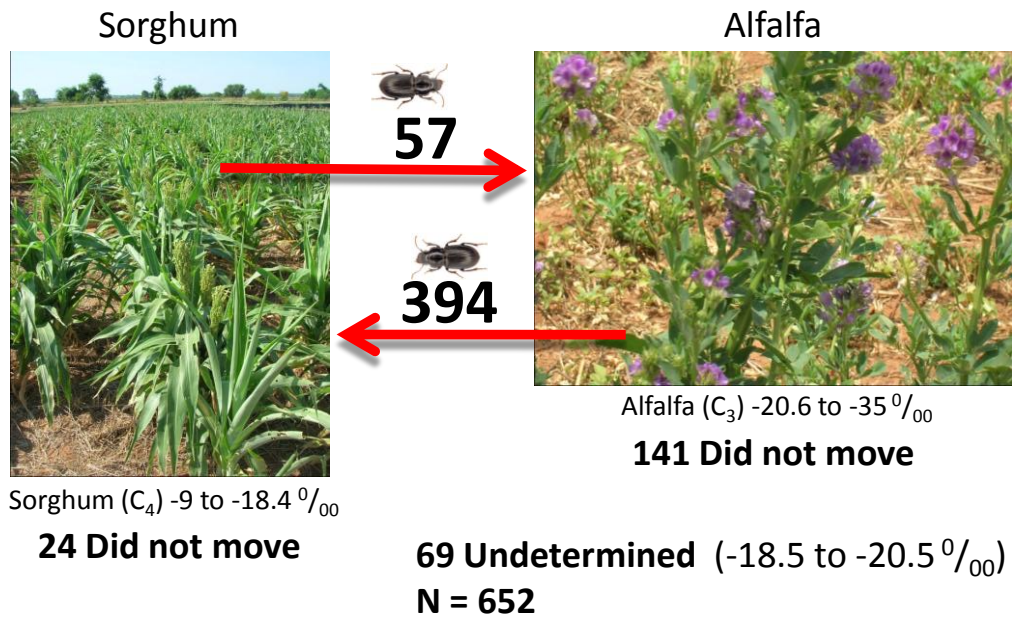 Sorghum
Alfalfa
57
394
Alfalfa (C₃) -20.6 to -35 ⁰/₀₀
141 Did not move
Sorghum (C₄) -9 to -18.4 ⁰/₀₀
24 Did not move
69 Undetermined (-18.5 to -20.5 ⁰/₀₀)
N = 652